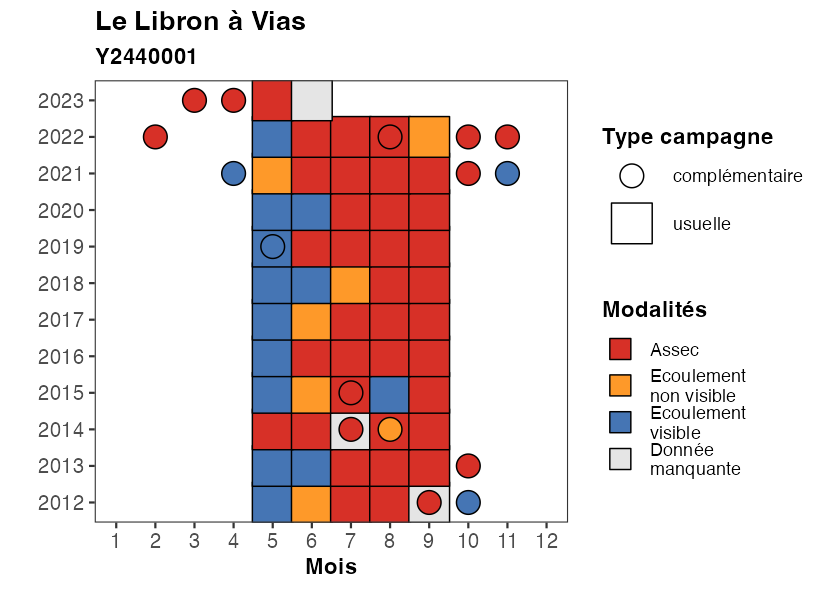 Le Libron à Vias
Y2440001
2023
2022
2021
2020
2019
2018
2017
2016
2015
2014
2013
2012
1 2 3 4 5 6 7 8 9 10 11 12
Mois
Type campagne
complémentaire
usuelle
Modalités
Assec
Ecoulement
non visible
Ecoulement
visible
Donnée
manquante